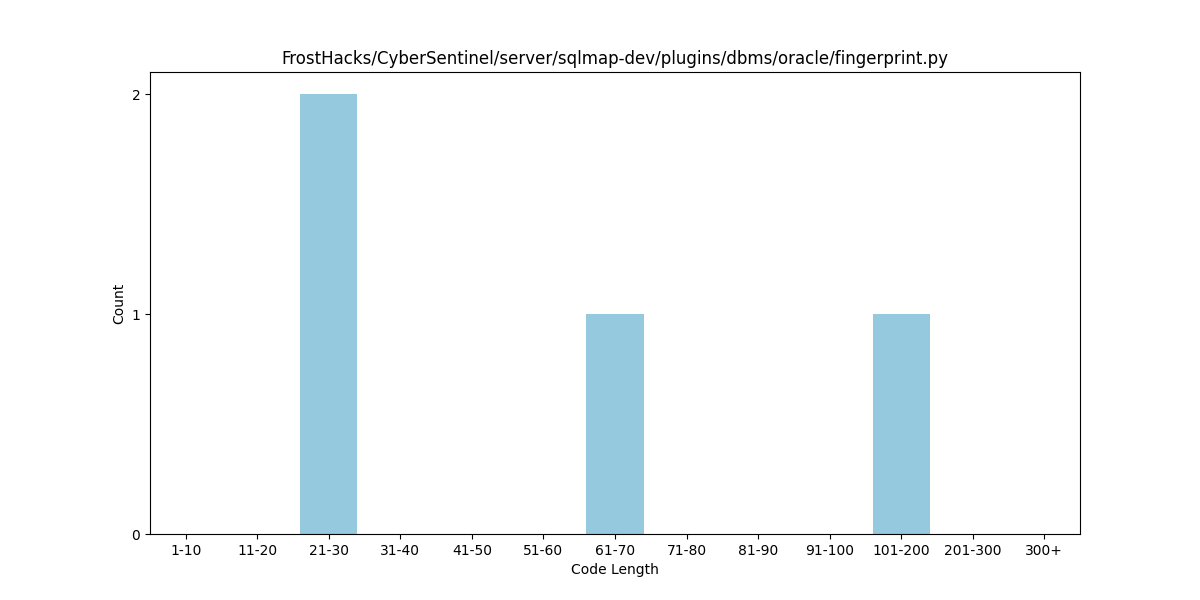 FrostHacks/CyberSentinel/server/sqlmap-dev/plugins/dbms/oracle/fingerprint.py
Count
2
1
0
1-10 11-20 21-30 31-40 41-50 51-60 61-70 71-80 81-90 91-100 101-200 201-300 300+
Code Length